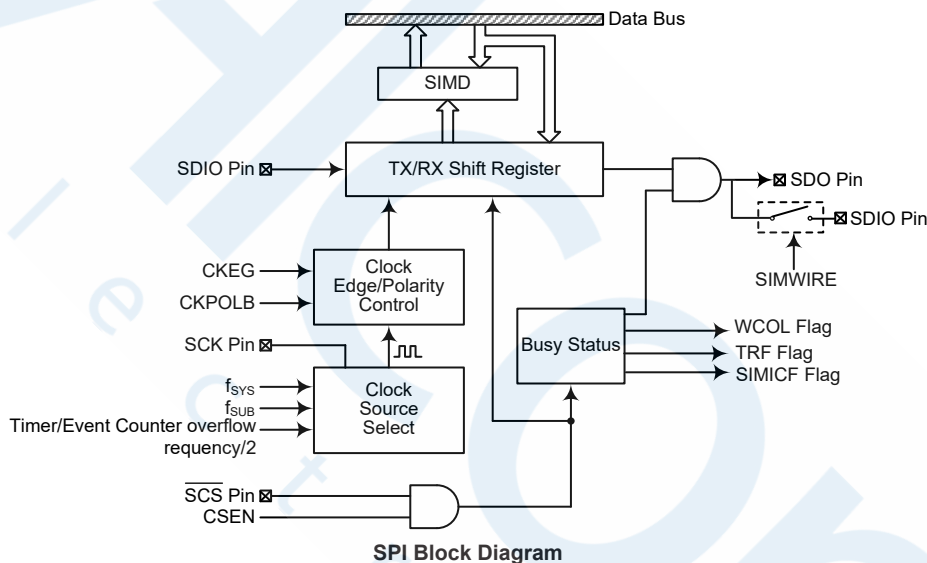 Data Bus
SIMD
SDIO Pin
TX/RX Shift Register
SDO Pin
SDIO Pin
SIMWIRE
CKEG
CKPOLB
Clock
Edge/Polarity
Control
SCK Pin
Busy Status
WCOL Flag
TRF Flag
SIMICF Flag
fSYS
fSUB
Timer/Event Counter overflow
requency/2
Clock
Source
Select
SCS Pin
CSEN
SPI Block Diagram